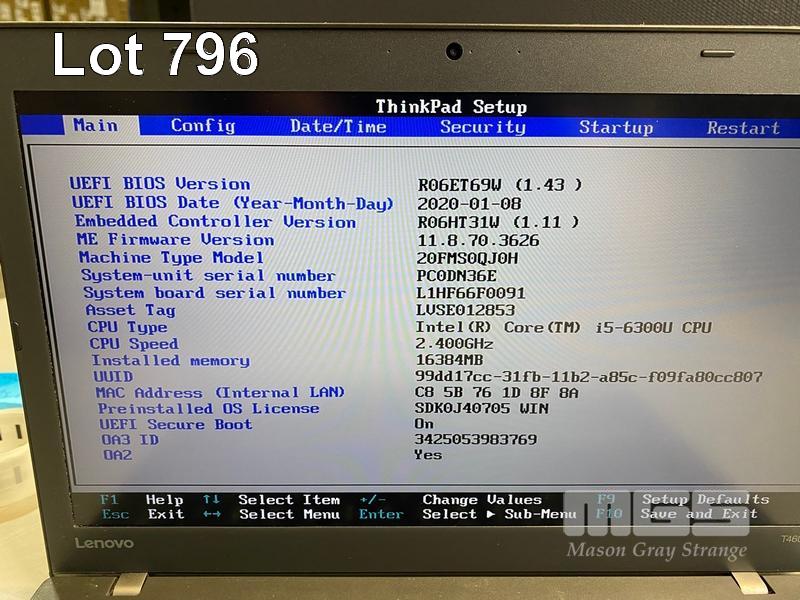 Lot 796
ThinkPad Setup
Main Config Date/Time Security Startup Restart
UEFI BIOS Version R06ET69W (1.43 )
UEFI BIOS Date (Year-Month-Day) 2020-01-08
Embedded Controller Version R06HT31W (1.11 )
ME Firmware Version 11.8.70.3626
Machine Type Model 20FMS0QJ0H
System-unit serial number PC0DN36E
System board serial number L1HF66F0091
Asset Tag LVSE012853
CPU Type Intel(R) Core(TM) i5-6300U CPU
CPU Speed 2.400GHz
Installed memory 16384MB
UUID 99dd17cc-31fb-11b2-a85c-f09fa80cc807
MAC Address (Internal LAN) C8 5B 76 1D 8F 8A
Preinstalled OS License SDK0J40705 WIN
UEFI Secure Boot On
OA3 ID 3425053983769
OA2 Yes
F1 Help ↑↓ Select Item +/- Change Values F9 Setup Defaults
Esc Exit ↔ Select Menu Enter Select ▶ Sub-Menu F10 Save and Exit
MGS
Lenovo Mason Gray Strange T460